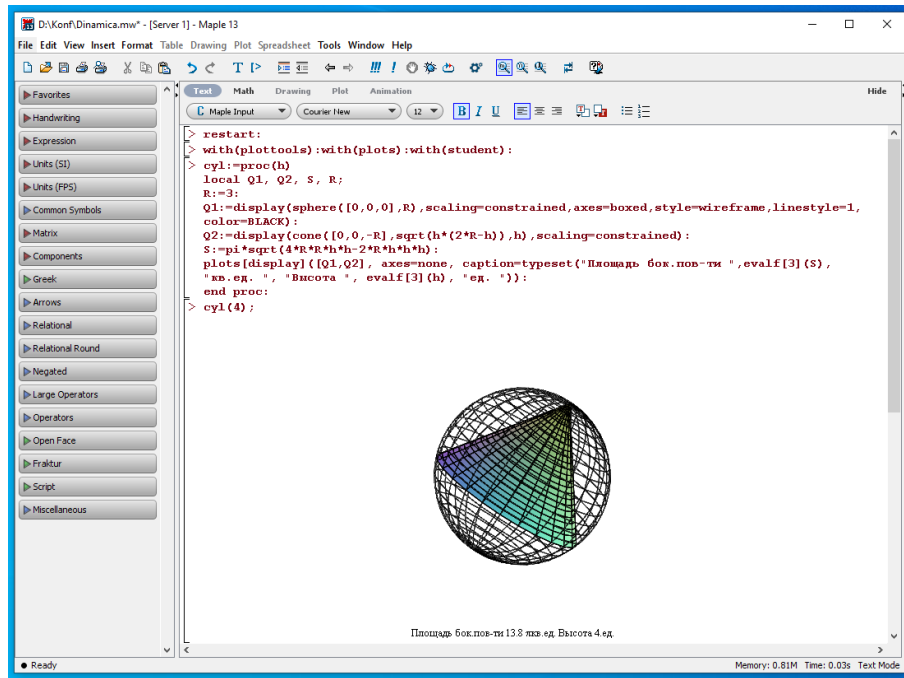 D:\Konf\Dinamica.mw* - [Server 1] - Maple 13
File Edit View Insert Format Table Drawing Plot Spreadsheet Tools Window Help
Text Math Drawing Plot Animation Hide
C Maple Input Courier New 12 B I U
Favorites
Handwriting
Expression
Units (SI)
Units (FPS)
Common Symbols
Matrix
Components
Greek
Arrows
Relational
Relational Round
Negated
Large Operators
Operators
Open Face
Fraktur
Script
Miscellaneous
> restart:
> with(plottools):with(plots):with(student):
> cyl:=proc(h)
local Q1, Q2, S, R;
R:=3:
Q1:=display(sphere([0,0,0],R),scaling=constrained,axes=boxed,style=wireframe,linestyle=1,
color=BLACK):
Q2:=display(cone([0,0,-R],sqrt(h*(2*R-h)),h),scaling=constrained):
S:=pi*sqrt(4*R*R*h*h-2*R*h*h*h):
plots[display]([Q1,Q2], axes=none, caption=typeset("Площадь бок.пов-ти ",evalf[3](S),
"кв.ед. ", "Высота ", evalf[3](h), "ед. ")):
end proc:
> cyl(4);
Площадь бок.пов-ти 13.8 πкв.ед. Высота 4.ед.
Ready Memory: 0.81M Time: 0.03s Text Mode